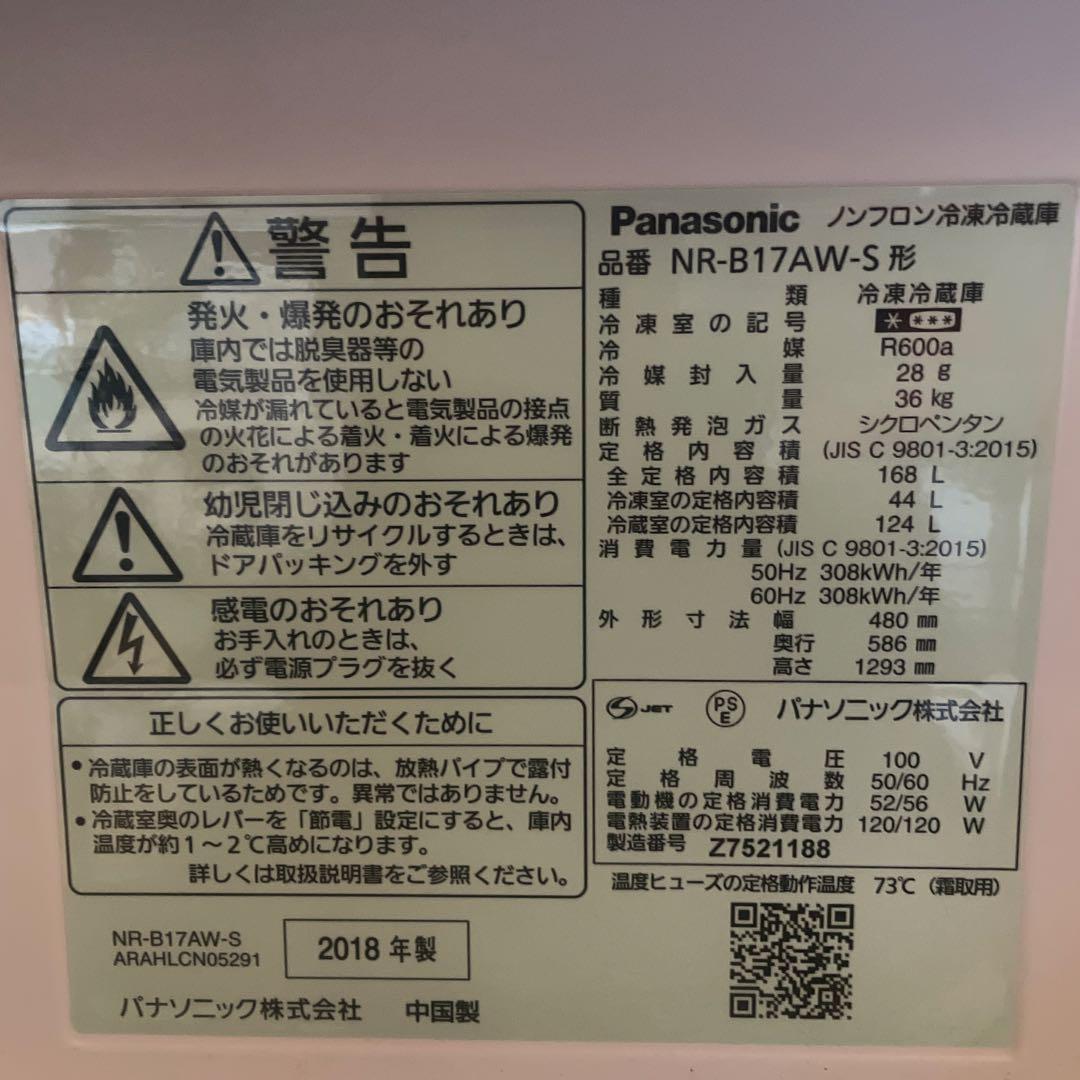 警告
発火・爆発のおそれあり
庫内では脱臭器等の
電気製品を使用しない
冷媒が漏れていると電気製品の接点
の火花による着火・着火による爆発
のおそれがあります
幼児閉じ込みのおそれあり
冷蔵庫をリサイクルするときは、
ドアパッキングを外す
感電のおそれあり
お手入れのときは、
必ず電源プラグを抜く
正しくお使いいただくために
•冷蔵庫の表面が熱くなるのは、放熱パイプで露付
防止をしているためです。異常ではありません。
•冷蔵室奥のレバーを「節電」設定にすると、庫内
温度が約1～2℃高めになります。
詳しくは取扱説明書をご参照ください。
NR-B17AW-S
ARAHLCN05291
2018年製
パナソニック株式会社 中国製
Panasonic ノンフロン冷凍冷蔵庫
品番 NR-B17AW-S形
種類 冷凍冷蔵庫
冷凍室の記号 * ***
冷媒 R600a
冷媒封入量 28 g
質量 36 kg
断熱発泡ガス シクロペンタン
定格内容積 (JIS C 9801-3:2015)
全定格内容積 168 L
冷凍室の定格内容積 44 L
冷蔵室の定格内容積 124 L
消費電力量 (JIS C 9801-3:2015)
50Hz 308kWh/年
60Hz 308kWh/年
外形寸法 幅 480 mm
奥行 586 mm
高さ 1293 mm
JET PSE パナソニック株式会社
定格電圧 100 V
定格周波数 50/60 Hz
電動機の定格消費電力 52/56 W
電熱装置の定格消費電力 120/120 W
製造番号 Z7521188
温度ヒューズの定格動作温度 73℃（霜取用）